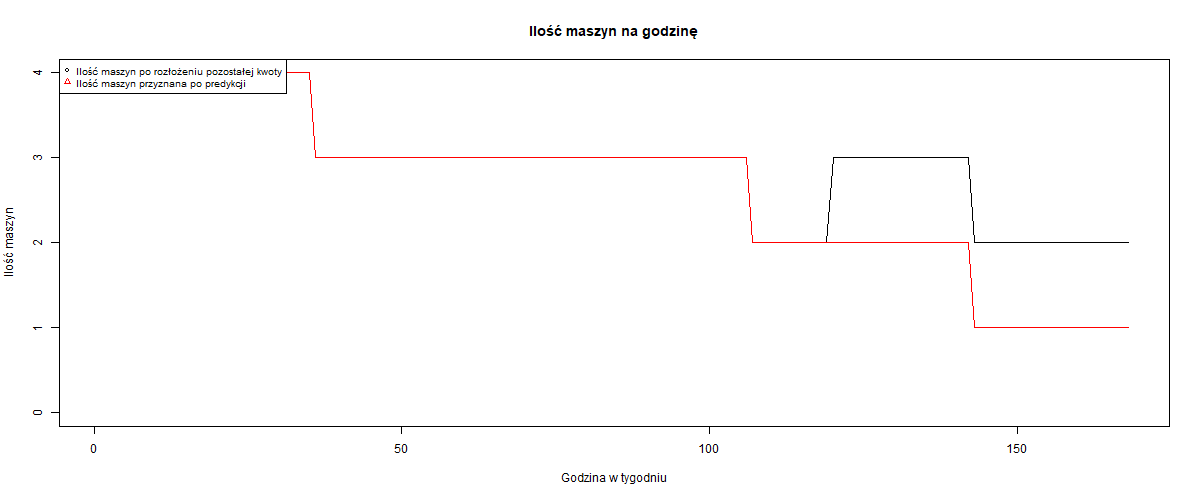 Ilość maszyn na godzinę
Ilość maszyn po rozłożeniu pozostałej kwoty
Ilość maszyn przyznana po predykcji
Ilość maszyn
4
3
2
1
0
0 50 100 150
Godzina w tygodniu